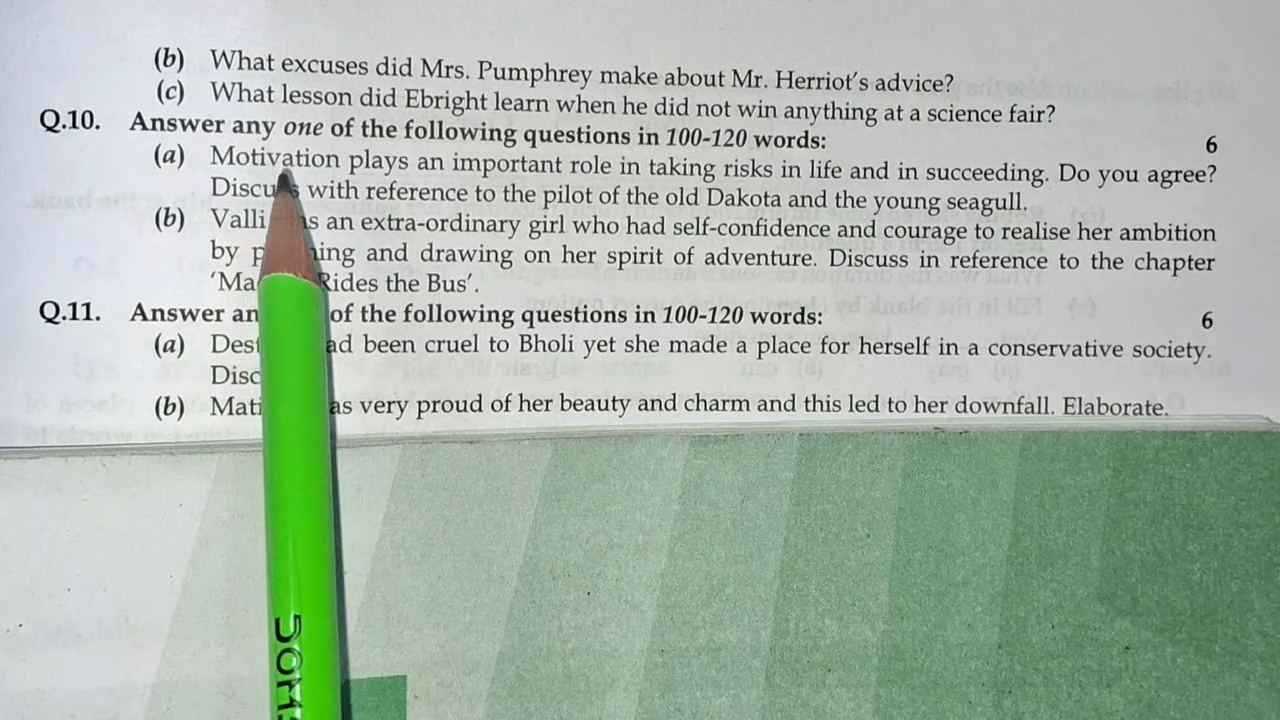 (b) What excuses did Mrs. Pumphrey make about Mr. Herriot's advice?
(c) What lesson did Ebright learn when he did not win anything at a science fair?
Q.10. Answer any one of the following questions in 100-120 words: 6
(a) Motivation plays an important role in taking risks in life and in succeeding. Do you agree?
Discuss with reference to the pilot of the old Dakota and the young seagull.
(b) Valli an extra-ordinary girl who had self-confidence and courage to realise her ambition
by and drawing on her spirit of adventure. Discuss in reference to the chapter
Rides the Bus'.
Q.11. Answer of the following questions in 100-120 words: 6
(a) been cruel to Bholi yet she made a place for herself in a conservative society.
(b) very proud of her beauty and charm and this led to her downfall. Elaborate.